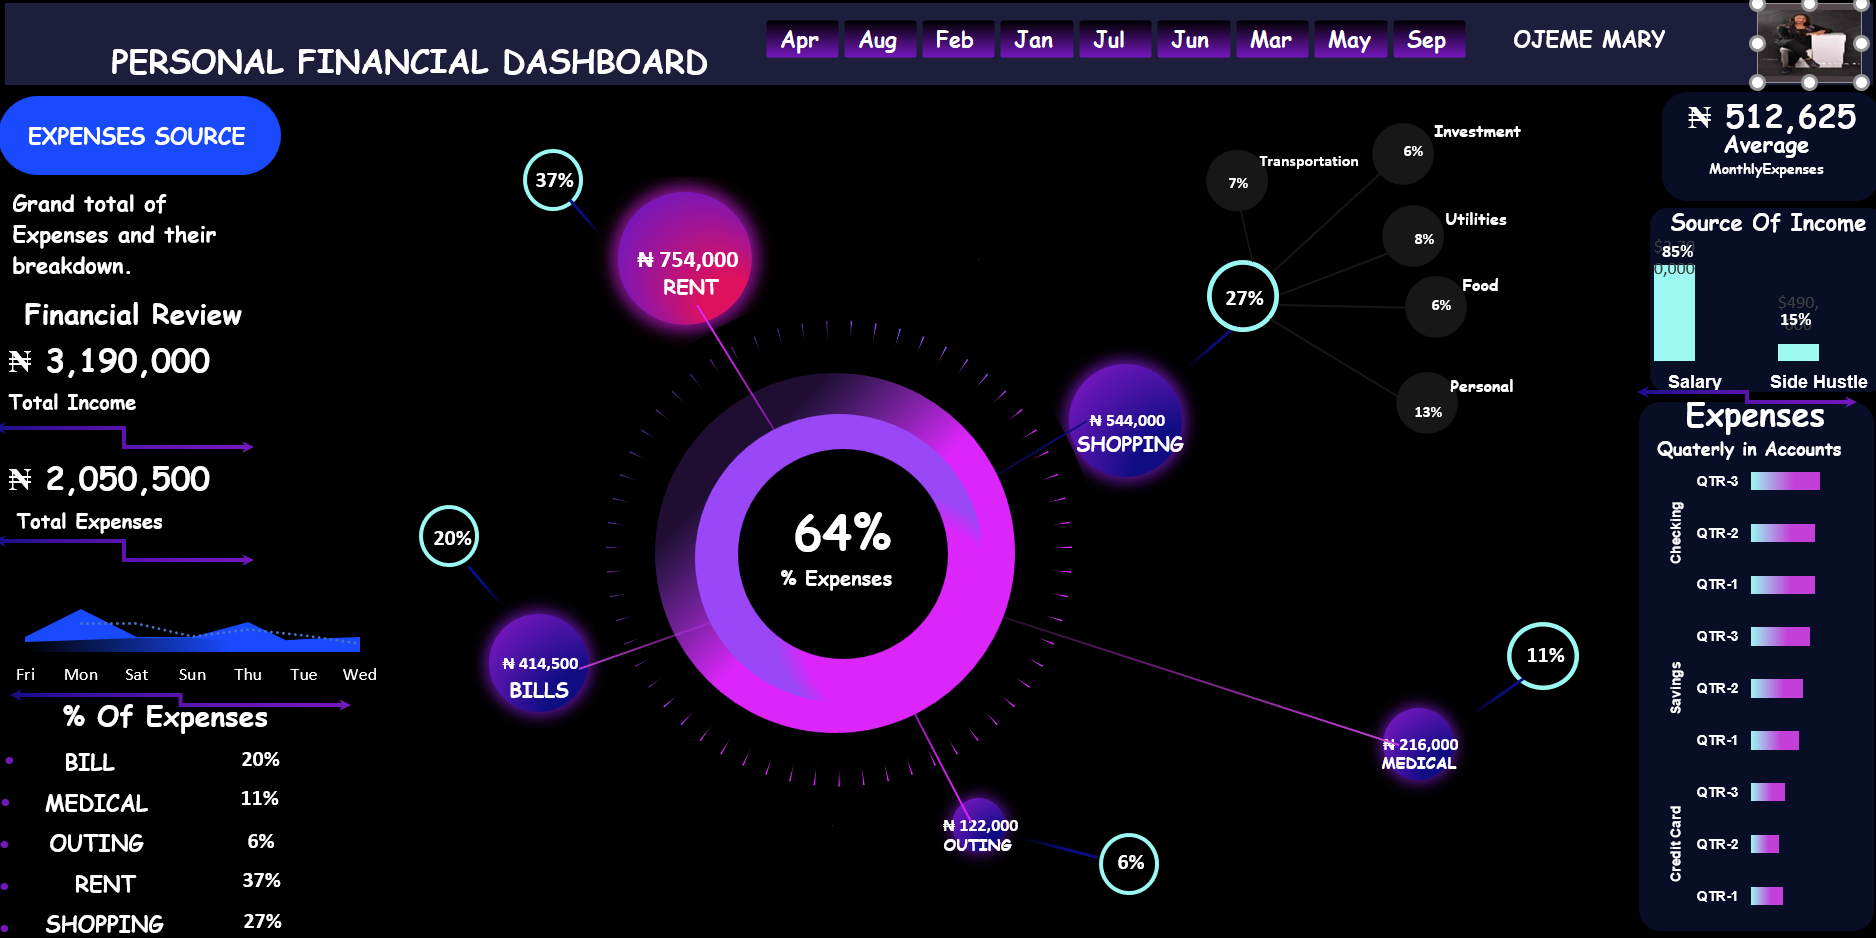 PERSONAL FINANCIAL DASHBOARD
Apr Aug Feb Jan Jul Jun Mar May Sep
OJEME MARY
EXPENSES SOURCE
Grand total of
Expenses and their
breakdown.
Financial Review
₦ 3,190,000
Total Income
₦ 2,050,500
Total Expenses
Fri Mon Sat Sun Thu Tue Wed
% Of Expenses
BILL 20%
MEDICAL 11%
OUTING 6%
RENT 37%
SHOPPING 27%
37%
₦ 754,000
RENT
20%
₦ 414,500
BILLS
64%
% Expenses
₦ 544,000
SHOPPING
27%
Transportation
7%
Investment
6%
Utilities
8%
Food
6%
Personal
13%
11%
₦ 216,000
MEDICAL
₦ 122,000
OUTING
6%
₦ 512,625
Average
MonthlyExpenses
Source Of Income
85%
0,000
$490,
15%
Salary Side Hustle
Expenses
Quaterly in Accounts
Checking
QTR-3
QTR-2
QTR-1
Savings
QTR-3
QTR-2
QTR-1
Credit Card
QTR-3
QTR-2
QTR-1